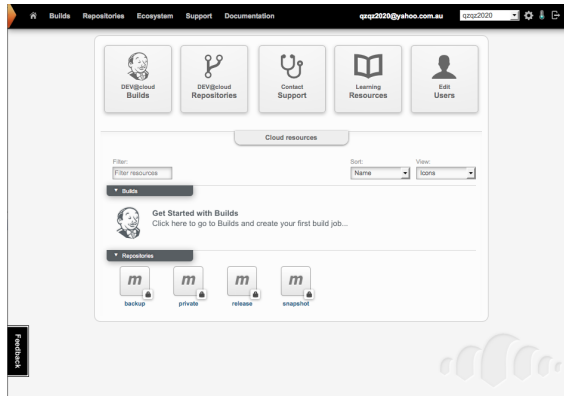 Builds Repositories Ecosystem Support Documentation qzqz2020@yahoo.com.au qzqz2020
DEV@cloud DEV@cloud Contact Learning Edit
Builds Repositories Support Resources Users
Cloud resources
Filter: Sort: View:
Filter resources Name Icons
Builds
Get Started with Builds
Click here to go to Builds and create your first build job...
Repositories
m m m m
backup private release snapshot
Feedback